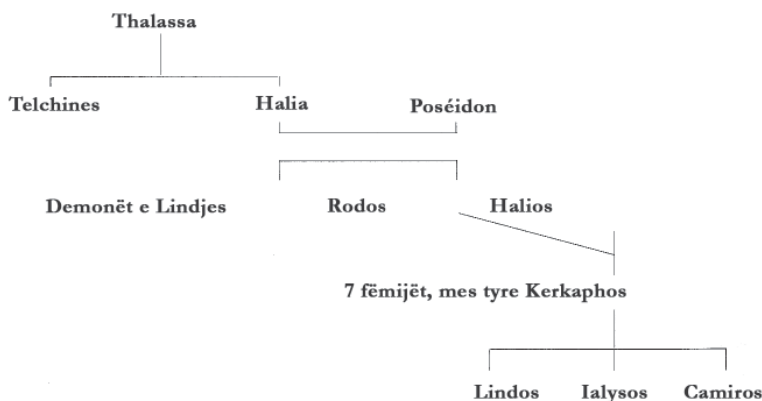 Thalassa
Telchines Halia Poséidon
Demonët e Lindjes Rodos Halios
7 fëmijët, mes tyre Kerkaphos
Lindos Ialysos Camiros